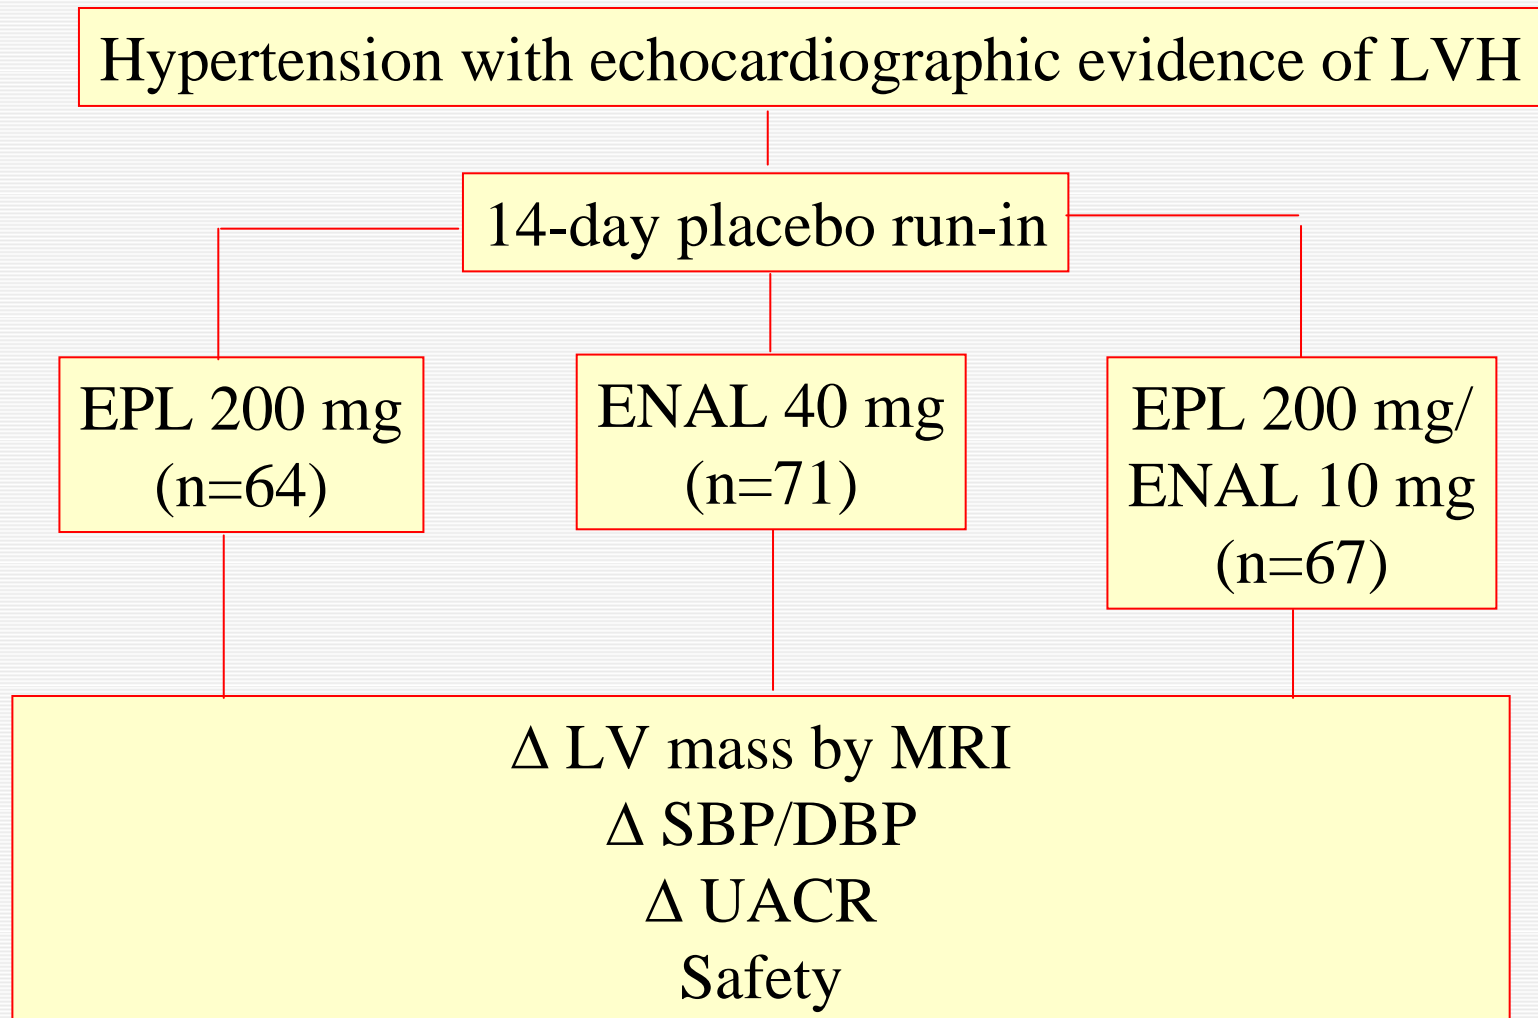 Hypertension with echocardiographic evidence of LVH
14-day placebo run-in
EPL 200 mg
(n=64)
ENAL 40 mg
(n=71)
EPL 200 mg/
ENAL 10 mg
(n=67)
Δ LV mass by MRI
Δ SBP/DBP
Δ UACR
Safety